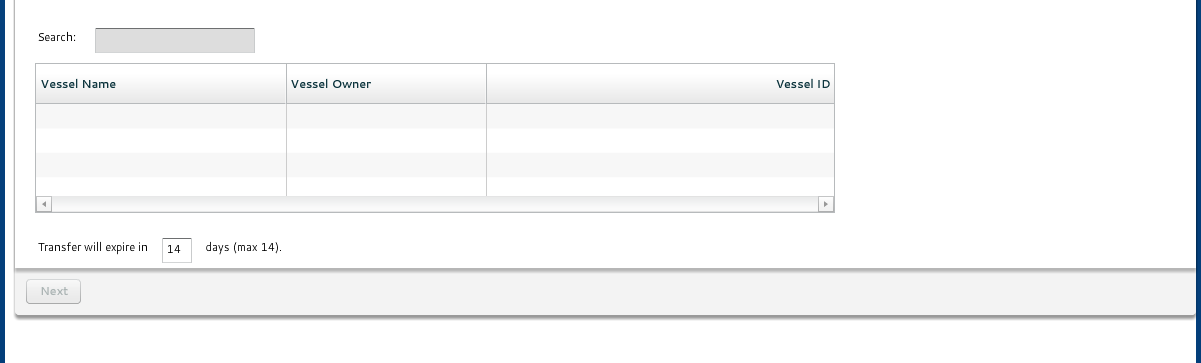 Search:
Vessel Name Vessel Owner Vessel ID
Transfer will expire in 14 days (max 14).
Next